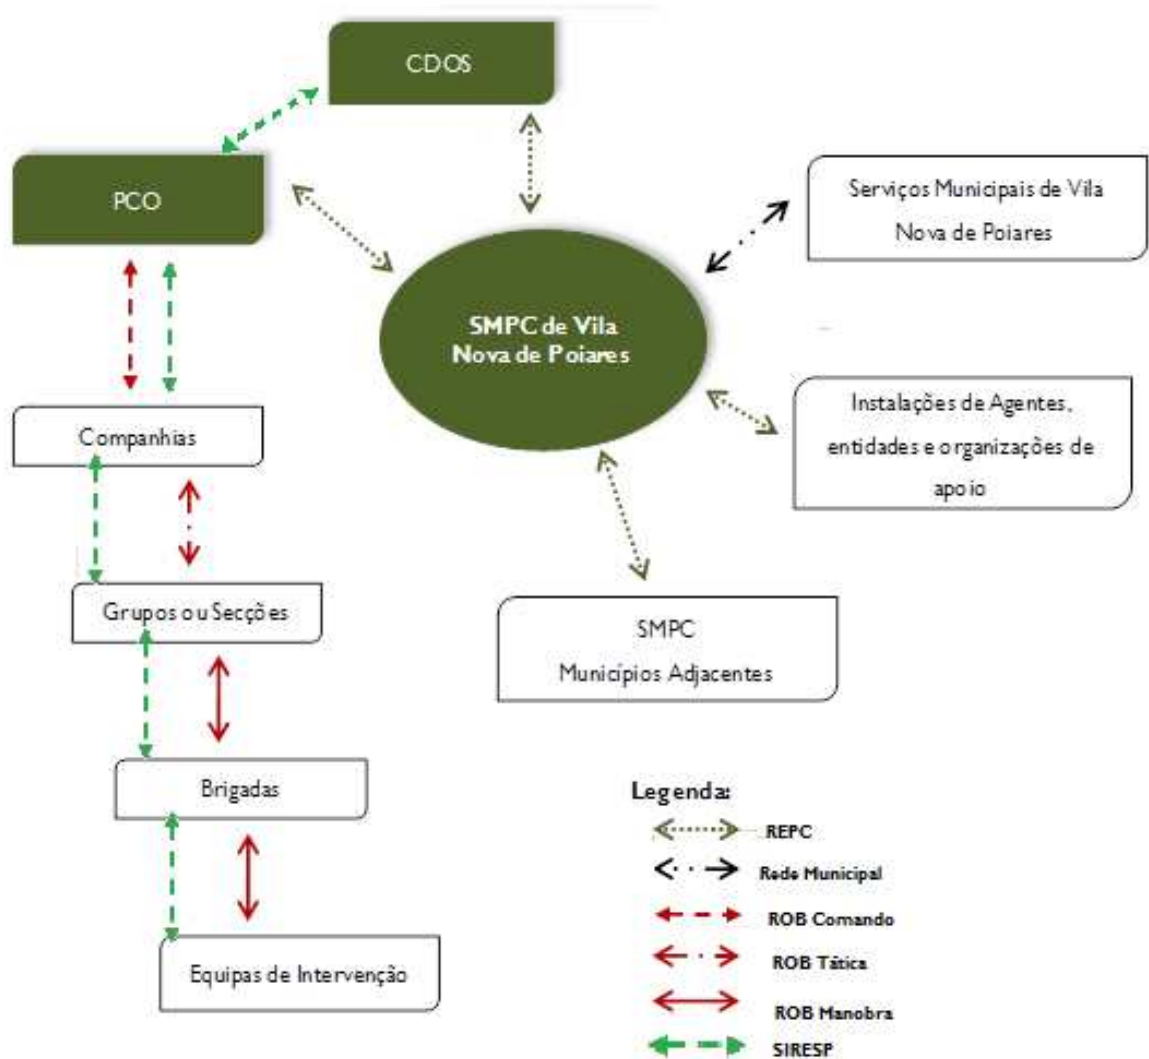 CDOS
PCO
Serviços Municipais de Vila
Nova de Poiares
SMPC de Vila
Nova de Poiares
Instalações de Agentes,
entidades e organizações de
apoio
Companhias
Grupos ou Secções
SMPC
Municípios Adjacentes
Brigadas
Equipas de Intervenção
Legenda:
REPC
Rede Municipal
ROB Comando
ROB Tática
ROB Manobra
SIRESP